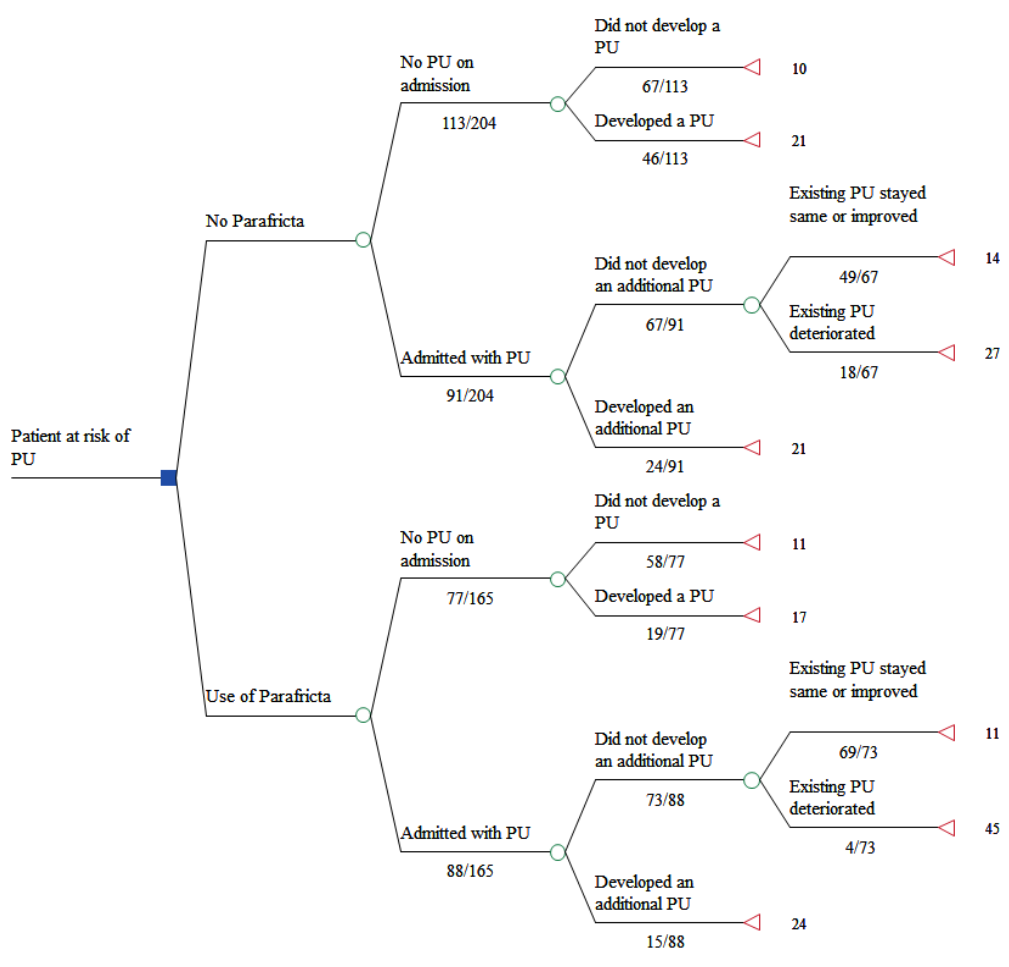 Patient at risk of
PU
No Parafricta
No PU on
admission
113/204
Did not develop a
PU
67/113
10
Developed a PU
46/113
21
Admitted with PU
91/204
Did not develop
an additional PU
67/91
Existing PU stayed
same or improved
49/67
14
Existing PU
deteriorated
18/67
27
Developed an
additional PU
24/91
21
Use of Parafricta
No PU on
admission
77/165
Did not develop a
PU
58/77
11
Developed a PU
19/77
17
Admitted with PU
88/165
Did not develop
an additional PU
73/88
Existing PU stayed
same or improved
69/73
11
Existing PU
deteriorated
4/73
45
Developed an
additional PU
15/88
24